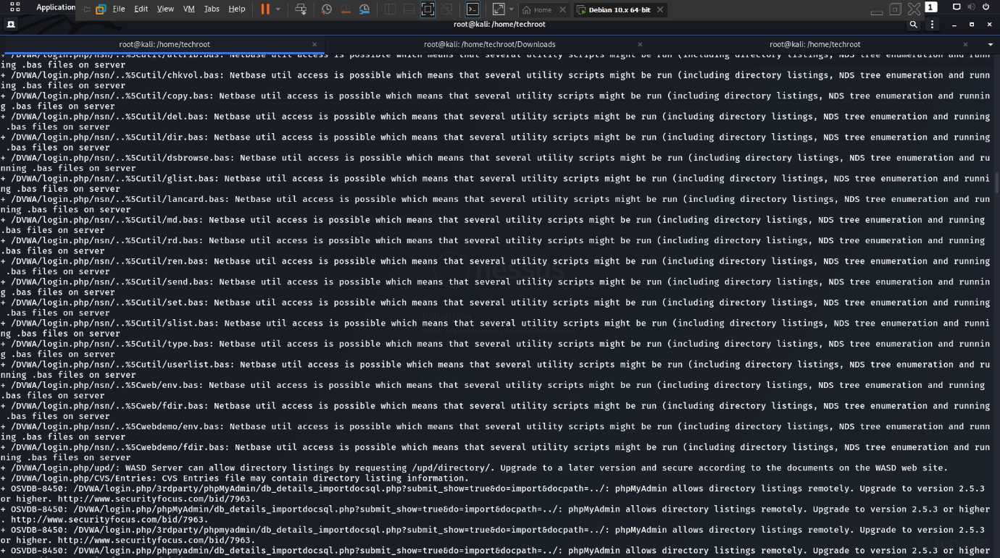 Application
File Edit View VM Tabs Help
Home
Debian 10.x 64-bit
1
root@kali: /home/techroot
root@kali: /home/techroot
root@kali: /home/techroot/Downloads
root@kali: /home/techroot
+ /DVWA/login.php/nsn/..%5Cutil/attrib.bas: Netbase util access is possible which means that several utility scripts might be run (including directory listings, NDS tree enumeration and runn
ing .bas files on server
+ /DVWA/login.php/nsn/..%5Cutil/chkvol.bas: Netbase util access is possible which means that several utility scripts might be run (including directory listings, NDS tree enumeration and runn
ing .bas files on server
+ /DVWA/login.php/nsn/..%5Cutil/copy.bas: Netbase util access is possible which means that several utility scripts might be run (including directory listings, NDS tree enumeration and runnin
g .bas files on server
+ /DVWA/login.php/nsn/..%5Cutil/del.bas: Netbase util access is possible which means that several utility scripts might be run (including directory listings, NDS tree enumeration and running
.bas files on server
+ /DVWA/login.php/nsn/..%5Cutil/dir.bas: Netbase util access is possible which means that several utility scripts might be run (including directory listings, NDS tree enumeration and running
.bas files on server
+ /DVWA/login.php/nsn/..%5Cutil/dsbrowse.bas: Netbase util access is possible which means that several utility scripts might be run (including directory listings, NDS tree enumeration and ru
nning .bas files on server
+ /DVWA/login.php/nsn/..%5Cutil/glist.bas: Netbase util access is possible which means that several utility scripts might be run (including directory listings, NDS tree enumeration and runni
ng .bas files on server
+ /DVWA/login.php/nsn/..%5Cutil/lancard.bas: Netbase util access is possible which means that several utility scripts might be run (including directory listings, NDS tree enumeration and run
ning .bas files on server
+ /DVWA/login.php/nsn/..%5Cutil/md.bas: Netbase util access is possible which means that several utility scripts might be run (including directory listings, NDS tree enumeration and running
.bas files on server
+ /DVWA/login.php/nsn/..%5Cutil/rd.bas: Netbase util access is possible which means that several utility scripts might be run (including directory listings, NDS tree enumeration and running
.bas files on server
+ /DVWA/login.php/nsn/..%5Cutil/ren.bas: Netbase util access is possible which means that several utility scripts might be run (including directory listings, NDS tree enumeration and running
.bas files on server
+ /DVWA/login.php/nsn/..%5Cutil/send.bas: Netbase util access is possible which means that several utility scripts might be run (including directory listings, NDS tree enumeration and runnin
g .bas files on server
+ /DVWA/login.php/nsn/..%5Cutil/set.bas: Netbase util access is possible which means that several utility scripts might be run (including directory listings, NDS tree enumeration and running
.bas files on server
+ /DVWA/login.php/nsn/..%5Cutil/slist.bas: Netbase util access is possible which means that several utility scripts might be run (including directory listings, NDS tree enumeration and runni
ng .bas files on server
+ /DVWA/login.php/nsn/..%5Cutil/type.bas: Netbase util access is possible which means that several utility scripts might be run (including directory listings, NDS tree enumeration and runnin
g .bas files on server
+ /DVWA/login.php/nsn/..%5Cutil/userlist.bas: Netbase util access is possible which means that several utility scripts might be run (including directory listings, NDS tree enumeration and ru
nning .bas files on server
+ /DVWA/login.php/nsn/..%5Cweb/env.bas: Netbase util access is possible which means that several utility scripts might be run (including directory listings, NDS tree enumeration and running
.bas files on server
+ /DVWA/login.php/nsn/..%5Cweb/fdir.bas: Netbase util access is possible which means that several utility scripts might be run (including directory listings, NDS tree enumeration and running
.bas files on server
+ /DVWA/login.php/nsn/..%5Cwebdemo/env.bas: Netbase util access is possible which means that several utility scripts might be run (including directory listings, NDS tree enumeration and runn
ing .bas files on server
+ /DVWA/login.php/nsn/..%5Cwebdemo/fdir.bas: Netbase util access is possible which means that several utility scripts might be run (including directory listings, NDS tree enumeration and run
ning .bas files on server
+ /DVWA/login.php/upd/: WASD Server can allow directory listings by requesting /upd/directory/. Upgrade to a later version and secure according to the documents on the WASD web site.
+ /DVWA/login.php/CVS/Entries: CVS Entries file may contain directory listing information.
+ OSVDB-8450: /DVWA/login.php/3rdparty/phpMyAdmin/db_details_importdocsql.php?submit_show=true&do=import&docpath=../: phpMyAdmin allows directory listings remotely. Upgrade to version 2.5.3
or higher. http://www.securityfocus.com/bid/7963.
+ OSVDB-8450: /DVWA/login.php/phpMyAdmin/db_details_importdocsql.php?submit_show=true&do=import&docpath=../: phpMyAdmin allows directory listings remotely. Upgrade to version 2.5.3 or higher
. http://www.securityfocus.com/bid/7963.
+ OSVDB-8450: /DVWA/login.php/3rdparty/phpMyAdmin/db_details_importdocsql.php?submit_show=true&do=import&docpath=../: phpMyAdmin allows directory listings remotely. Upgrade to version 2.5.3
or higher. http://www.securityfocus.com/bid/7963.
+ OSVDB-8450: /DVWA/login.php/phpmyadmin/db_details_importdocsql.php?submit_show=true&do=import&docpath=../: phpMyAdmin allows directory listings remotely. Upgrade to version 2.5.3 or higher
nessus
tenable